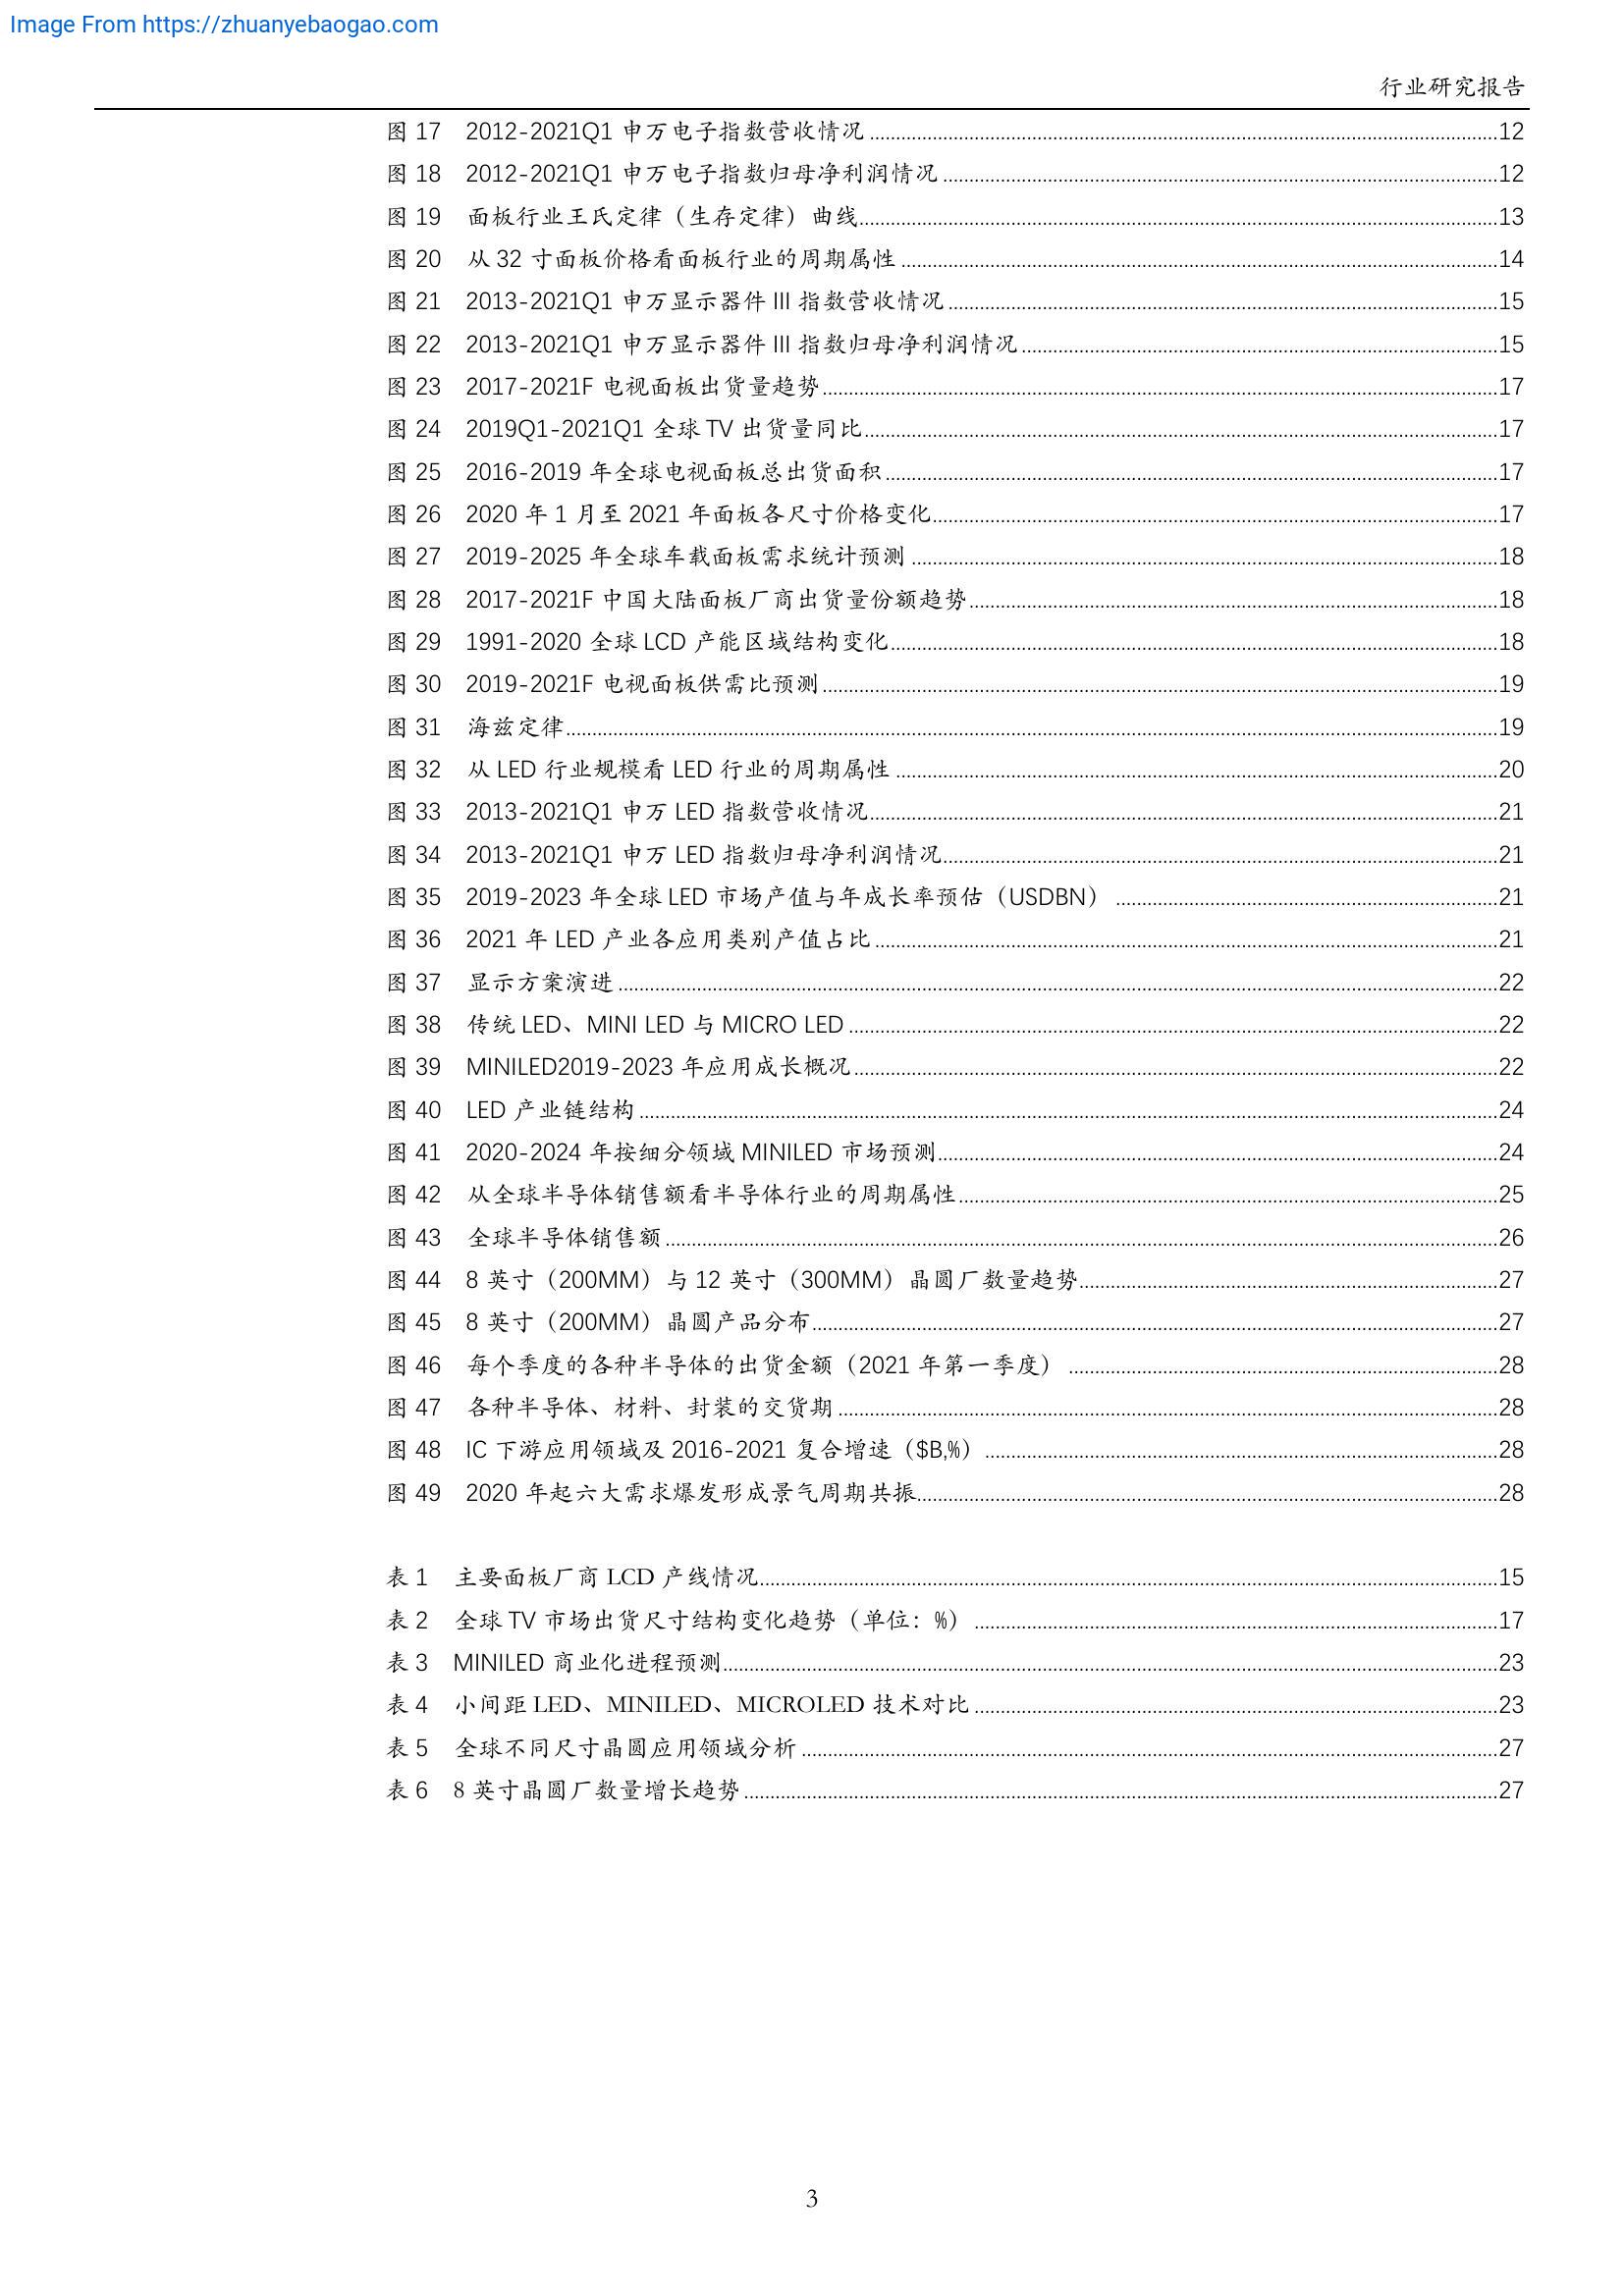 Image From https://zhuanyebaogao.com
行业研究报告
图 17 2012-2021Q1 申万电子指数营收情况 12
图 18 2012-2021Q1 申万电子指数归母净利润情况 12
图 19 面板行业王氏定律（生存定律）曲线 13
图 20 从 32 寸面板价格看面板行业的周期属性 14
图 21 2013-2021Q1 申万显示器件 III 指数营收情况 15
图 22 2013-2021Q1 申万显示器件 III 指数归母净利润情况 15
图 23 2017-2021F 电视面板出货量趋势 17
图 24 2019Q1-2021Q1 全球 TV 出货量同比 17
图 25 2016-2019 年全球电视面板总出货面积 17
图 26 2020 年 1 月至 2021 年面板各尺寸价格变化 17
图 27 2019-2025 年全球车载面板需求统计预测 18
图 28 2017-2021F 中国大陆面板厂商出货量份额趋势 18
图 29 1991-2020 全球 LCD 产能区域结构变化 18
图 30 2019-2021F 电视面板供需比预测 19
图 31 海兹定律 19
图 32 从 LED 行业规模看 LED 行业的周期属性 20
图 33 2013-2021Q1 申万 LED 指数营收情况 21
图 34 2013-2021Q1 申万 LED 指数归母净利润情况 21
图 35 2019-2023 年全球 LED 市场产值与年成长率预估（USDBN） 21
图 36 2021 年 LED 产业各应用类别产值占比 21
图 37 显示方案演进 22
图 38 传统 LED、MINI LED 与 MICRO LED 22
图 39 MINILED2019-2023 年应用成长概况 22
图 40 LED 产业链结构 24
图 41 2020-2024 年按细分领域 MINILED 市场预测 24
图 42 从全球半导体销售额看半导体行业的周期属性 25
图 43 全球半导体销售额 26
图 44 8 英寸（200MM）与 12 英寸（300MM）晶圆厂数量趋势 27
图 45 8 英寸（200MM）晶圆产品分布 27
图 46 每个季度的各种半导体的出货金额（2021 年第一季度） 28
图 47 各种半导体、材料、封装的交货期 28
图 48 IC 下游应用领域及 2016-2021 复合增速（$B,%） 28
图 49 2020 年起六大需求爆发形成景气周期共振 28
表 1 主要面板厂商 LCD 产线情况 15
表 2 全球 TV 市场出货尺寸结构变化趋势（单位：%） 17
表 3 MINILED 商业化进程预测 23
表 4 小间距 LED、MINILED、MICROLED 技术对比 23
表 5 全球不同尺寸晶圆应用领域分析 27
表 6 8 英寸晶圆厂数量增长趋势 27
3